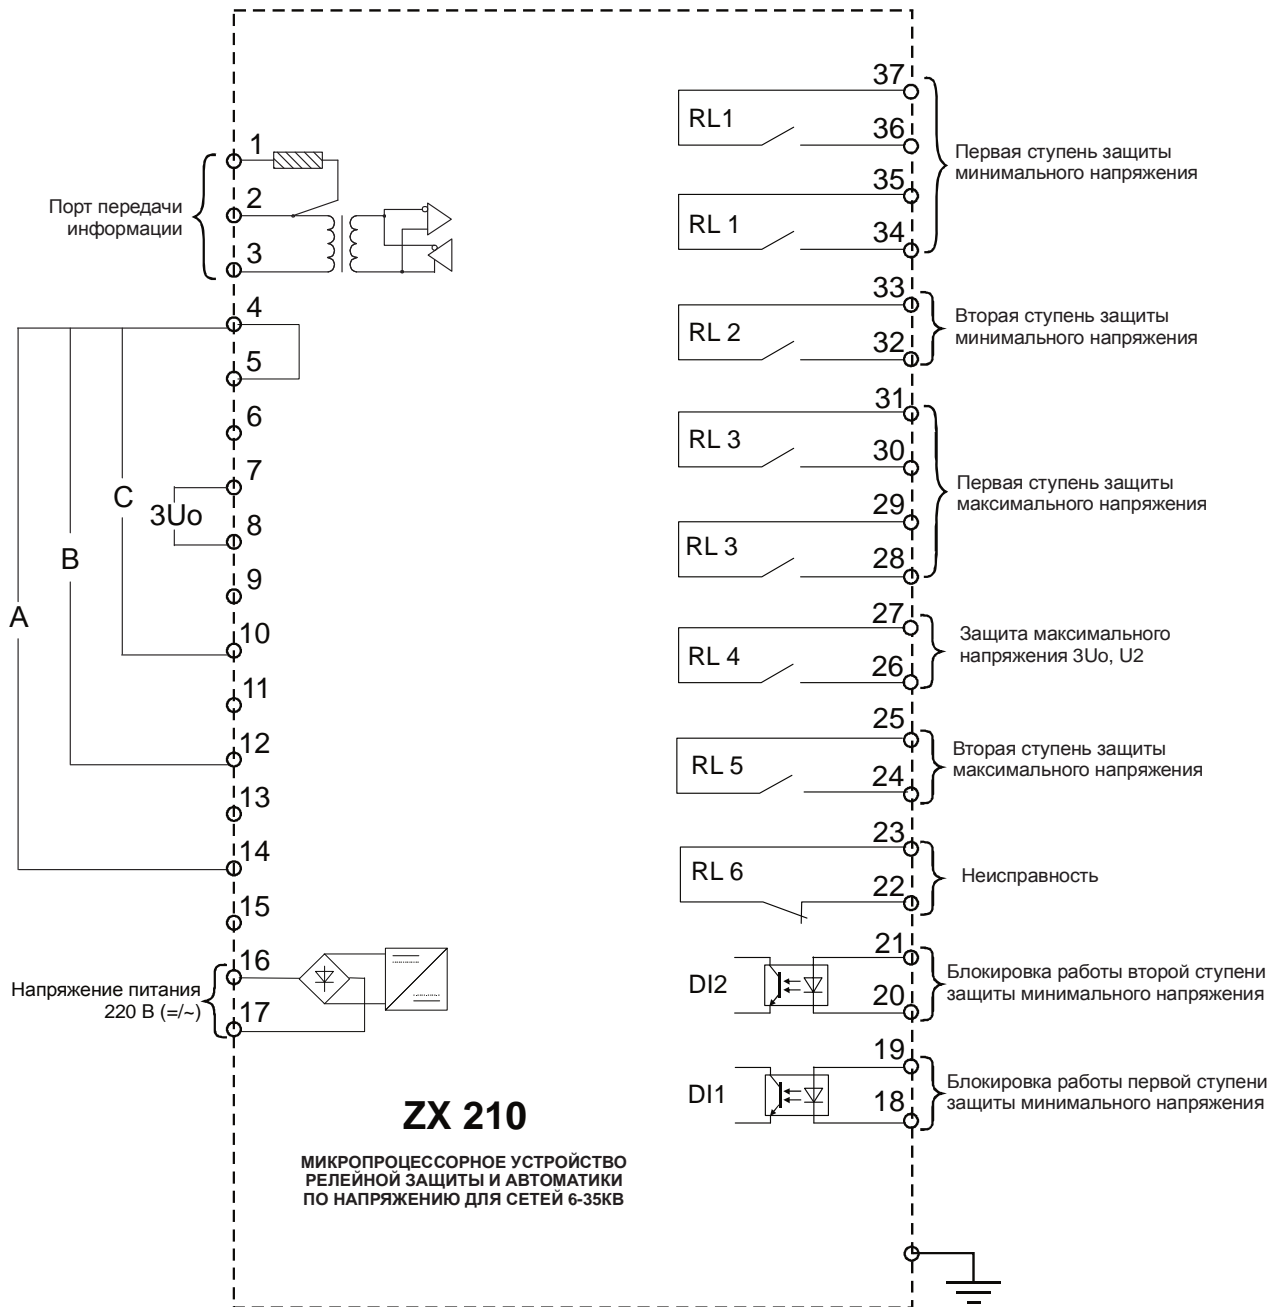 1
2
3
Порт передачи
информации
4
5
6
7
8
3Uo
9
10
11
12
13
14
15
A
B
C
16
17
Напряжение питания
220 В (=/~)
37
RL1
36
35
RL 1
34
Первая ступень защиты
минимального напряжения
33
RL 2
32
Вторая ступень защиты
минимального напряжения
31
RL 3
30
29
RL 3
28
Первая ступень защиты
максимального напряжения
27
RL 4
26
Защита максимального
напряжения 3Uo, U2
25
RL 5
24
Вторая ступень защиты
максимального напряжения
23
RL 6
22
Неисправность
21
DI2
20
Блокировка работы второй ступени
защиты минимального напряжения
19
DI1
18
Блокировка работы первой ступени
защиты минимального напряжения
ZX 210
МИКРОПРОЦЕССОРНОЕ УСТРОЙСТВО
РЕЛЕЙНОЙ ЗАЩИТЫ И АВТОМАТИКИ
ПО НАПРЯЖЕНИЮ ДЛЯ СЕТЕЙ 6-35КВ